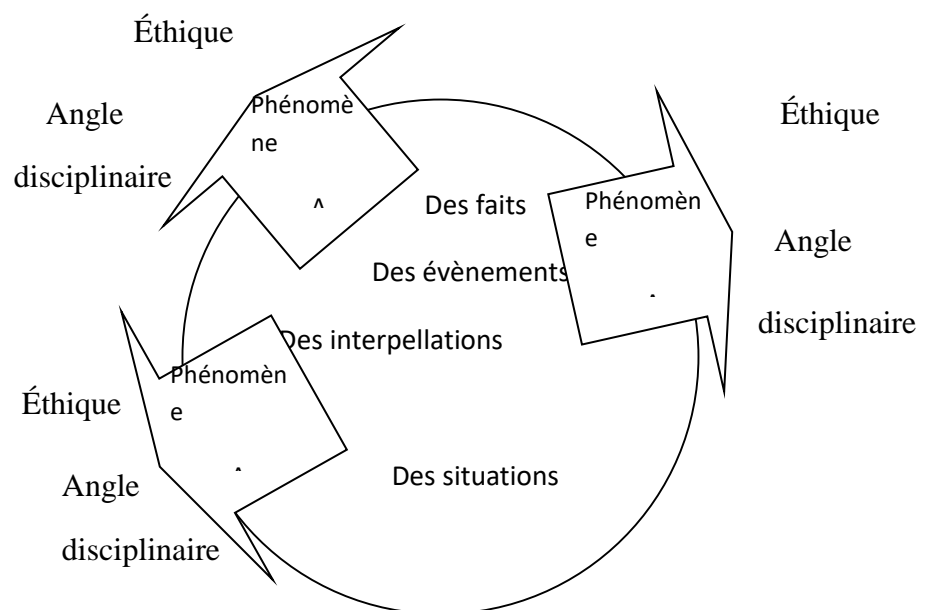 Éthique
Angle
disciplinaire
Phénomè
ne
Éthique
Angle
disciplinaire
Phénomèn
e
Des faits
Des évènements
Des interpellations
Des situations
Phénomèn
e
Éthique
Angle
disciplinaire